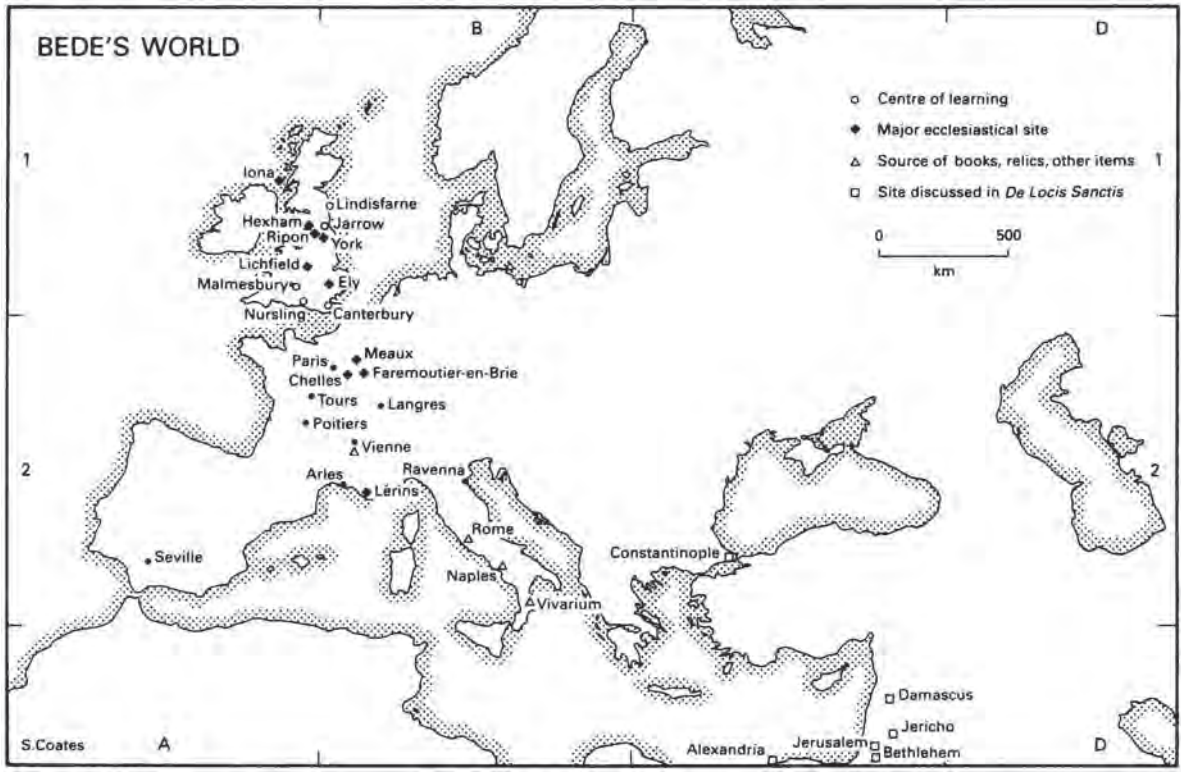 B
D
BEDE'S WORLD
Centre of learning
Major ecclesiastical site
1
Source of books, relics, other items
1
Site discussed in De Locis Sanctis
Iona
Lindisfarne
Hexham
Jarrow
Ripon
York
0
500
km
Lichfield
Malmesbury
Ely
Nursling
Canterbury
Paris
Meaux
Chelles
Faremoutier-en-Brie
Tours
Langres
Poitiers
Vienne
2
Arles
Ravenna
2
Lérins
Rome
Seville
Constantinople
Naples
Vivarium
Damascus
Jericho
S.Coates
A
Alexandria
Jerusalem
Bethlehem
D